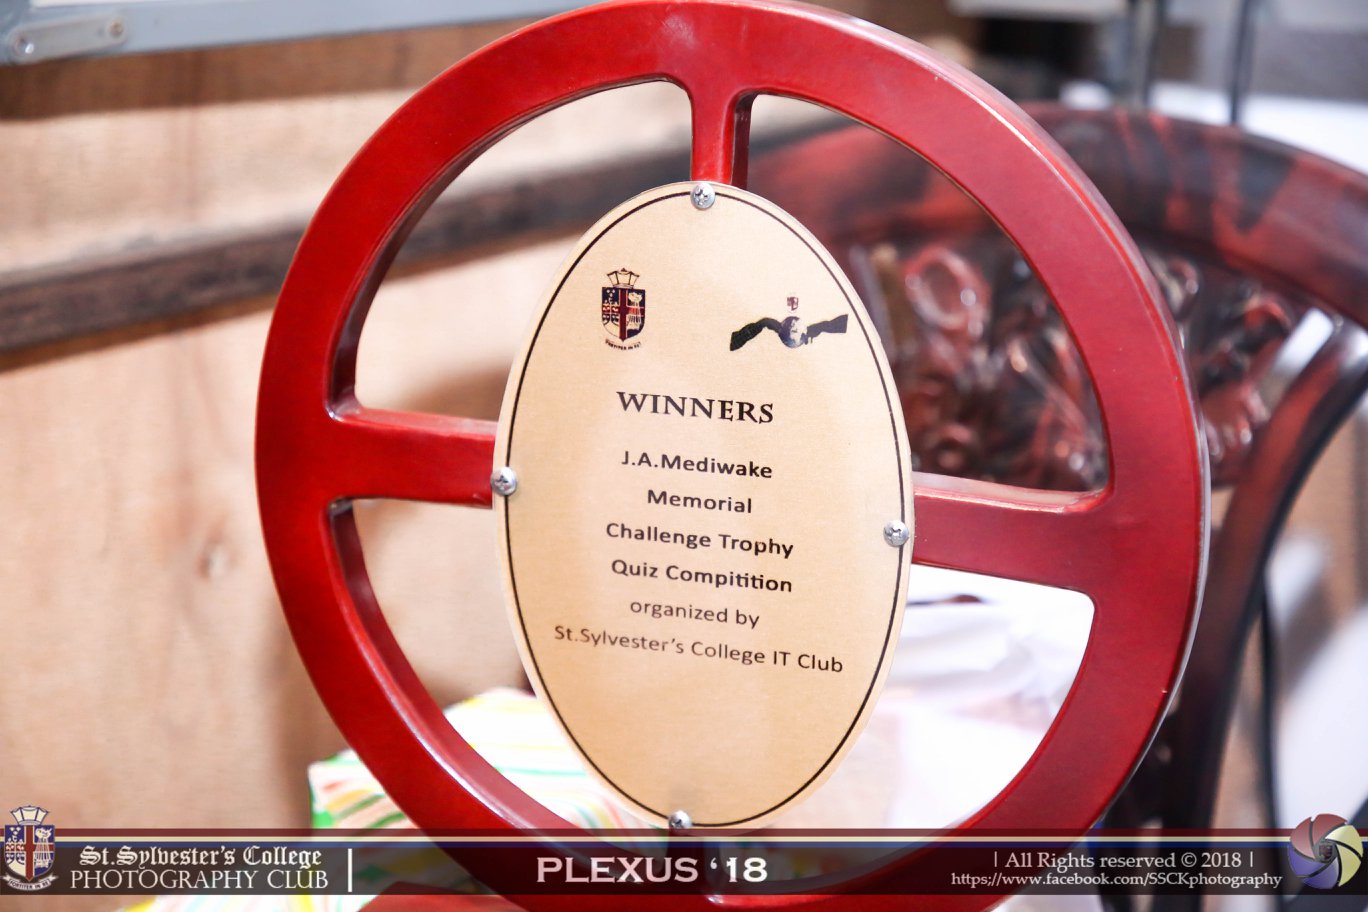 WINNERS
J.A.Mediwake
Memorial
Challenge Trophy
Quiz Compitition
organized by
St.Sylvester's College IT Club
St.Sylvester's College
PHOTOGRAPHY CLUB
PLEXUS ‘18
| All Rights reserved © 2018 |
https://www.facebook.com/SSCKphotography